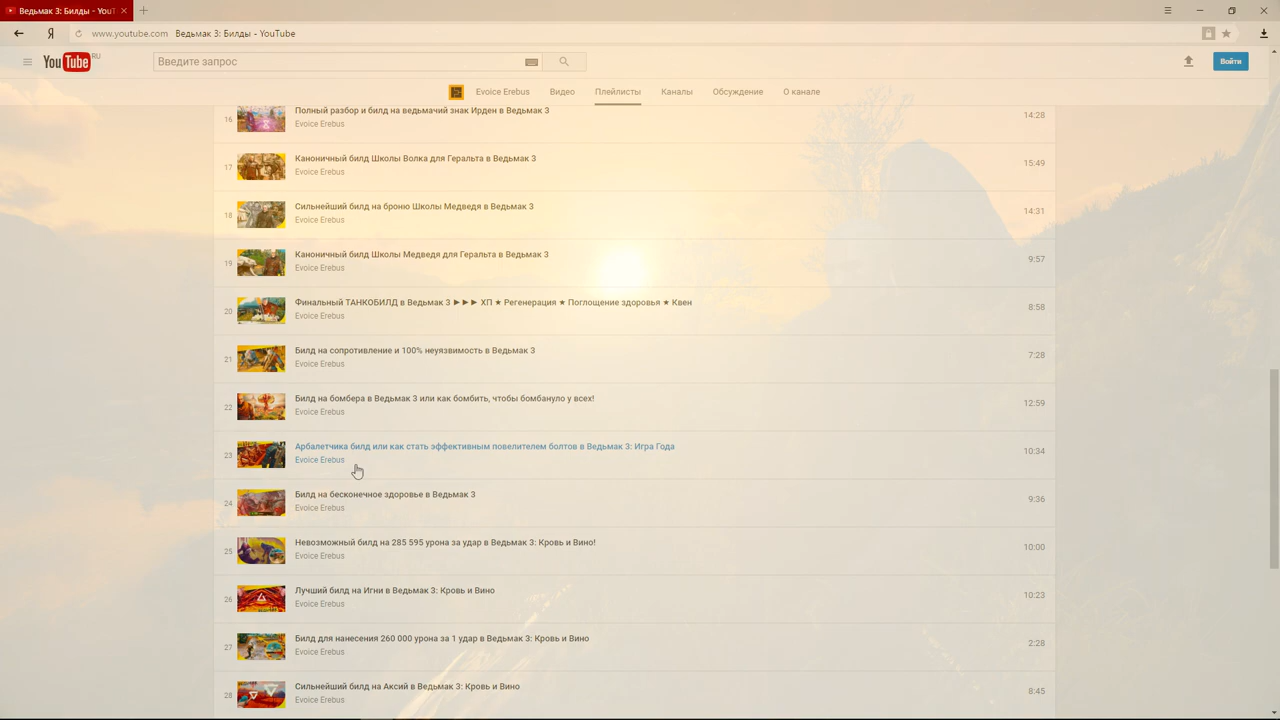 Ведьмак 3: Билды - YouT
Я www.youtube.com Ведьмак 3: Билды - YouTube
YouTube RU
Введите запрос
Войти
Evoice Erebus Видео Плейлисты Каналы Обсуждение О канале
16 Полный разбор и билд на ведьмачий знак Ирден в Ведьмак 3 14:28
Evoice Erebus
17 Каноничный билд Школы Волка для Геральта в Ведьмак 3 15:49
Evoice Erebus
18 Сильнейший билд на броню Школы Медведя в Ведьмак 3 14:31
Evoice Erebus
19 Каноничный билд Школы Медведя для Геральта в Ведьмак 3 9:57
Evoice Erebus
20 Финальный ТАНКОБИЛД в Ведьмак 3 ►►► ХП ★ Регенерация ★ Поглощение здоровья ★ Квен 8:58
Evoice Erebus
21 Билд на сопротивление и 100% неуязвимость в Ведьмак 3 7:28
Evoice Erebus
22 Билд на бомбера в Ведьмак 3 или как бомбить, чтобы бомбануло у всех! 12:59
Evoice Erebus
23 Арбалетчика билд или как стать эффективным повелителем болтов в Ведьмак 3: Игра Года 10:34
Evoice Erebus
24 Билд на бесконечное здоровье в Ведьмак 3 9:36
Evoice Erebus
25 Невозможный билд на 285 595 урона за удар в Ведьмак 3: Кровь и Вино! 10:00
Evoice Erebus
26 Лучший билд на Игни в Ведьмак 3: Кровь и Вино 10:23
Evoice Erebus
27 Билд для нанесения 260 000 урона за 1 удар в Ведьмак 3: Кровь и Вино 2:28
Evoice Erebus
28 Сильнейший билд на Аксий в Ведьмак 3: Кровь и Вино 8:45
Evoice Erebus